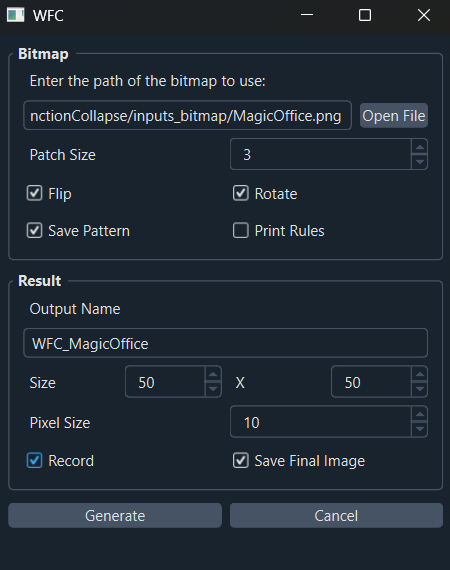 WFC
Bitmap
Enter the path of the bitmap to use:
nctionCollapse/inputs_bitmap/MagicOffice.png Open File
Patch Size 3
Flip Rotate
Save Pattern Print Rules
Result
Output Name
WFC_MagicOffice
Size 50 X 50
Pixel Size 10
Record Save Final Image
Generate Cancel